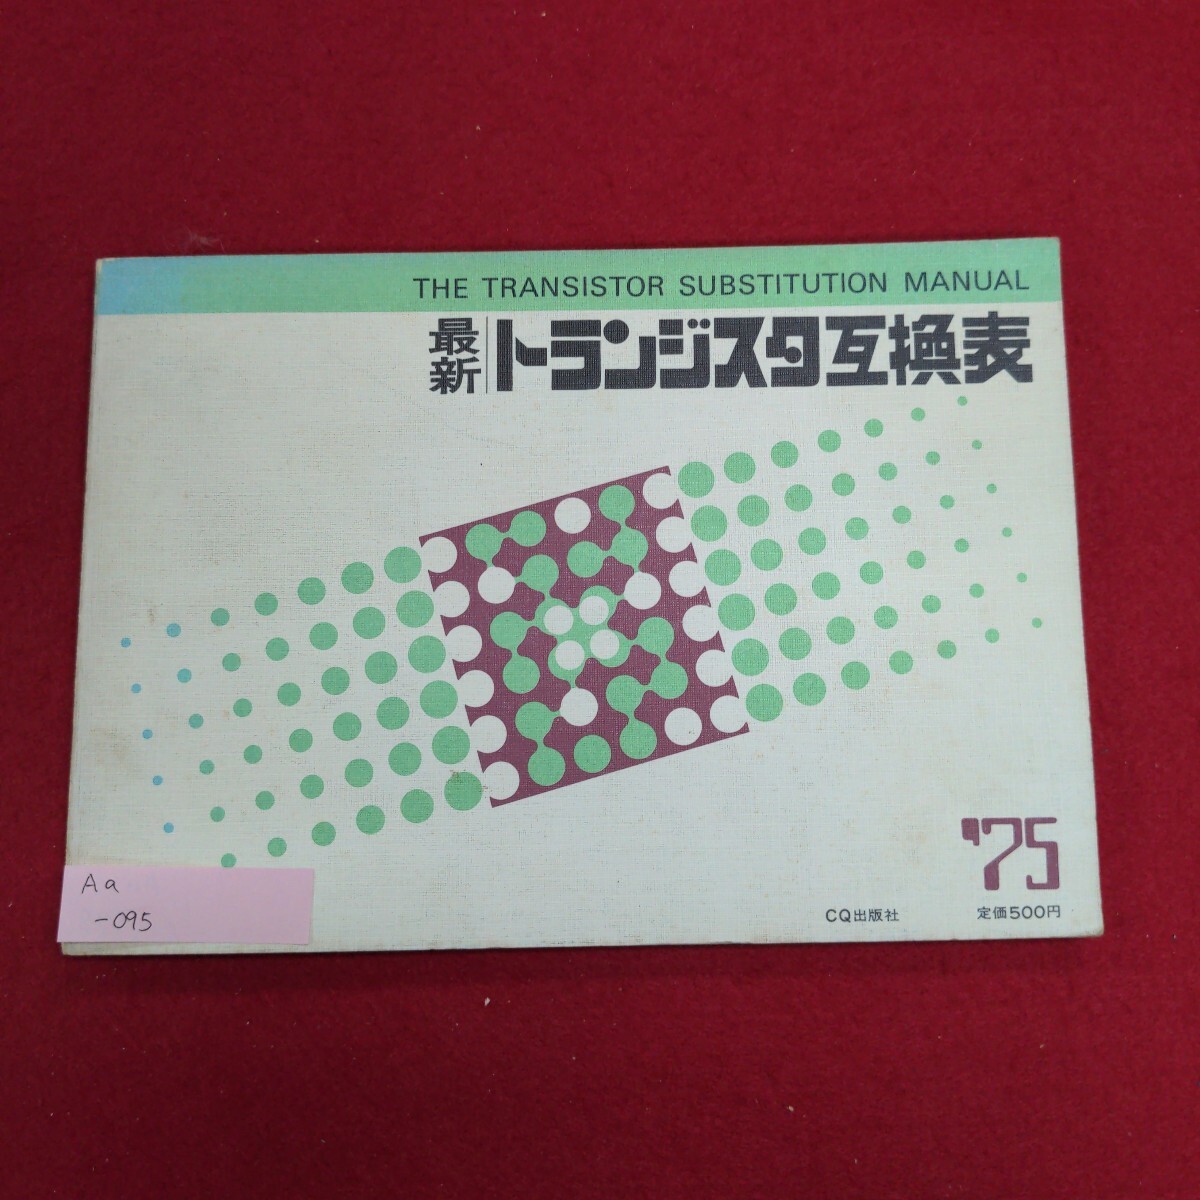 THE TRANSISTOR SUBSTITUTION MANUAL
最新 トランジスタ互換表
'75
CQ出版社 定価500円
Aa
-095